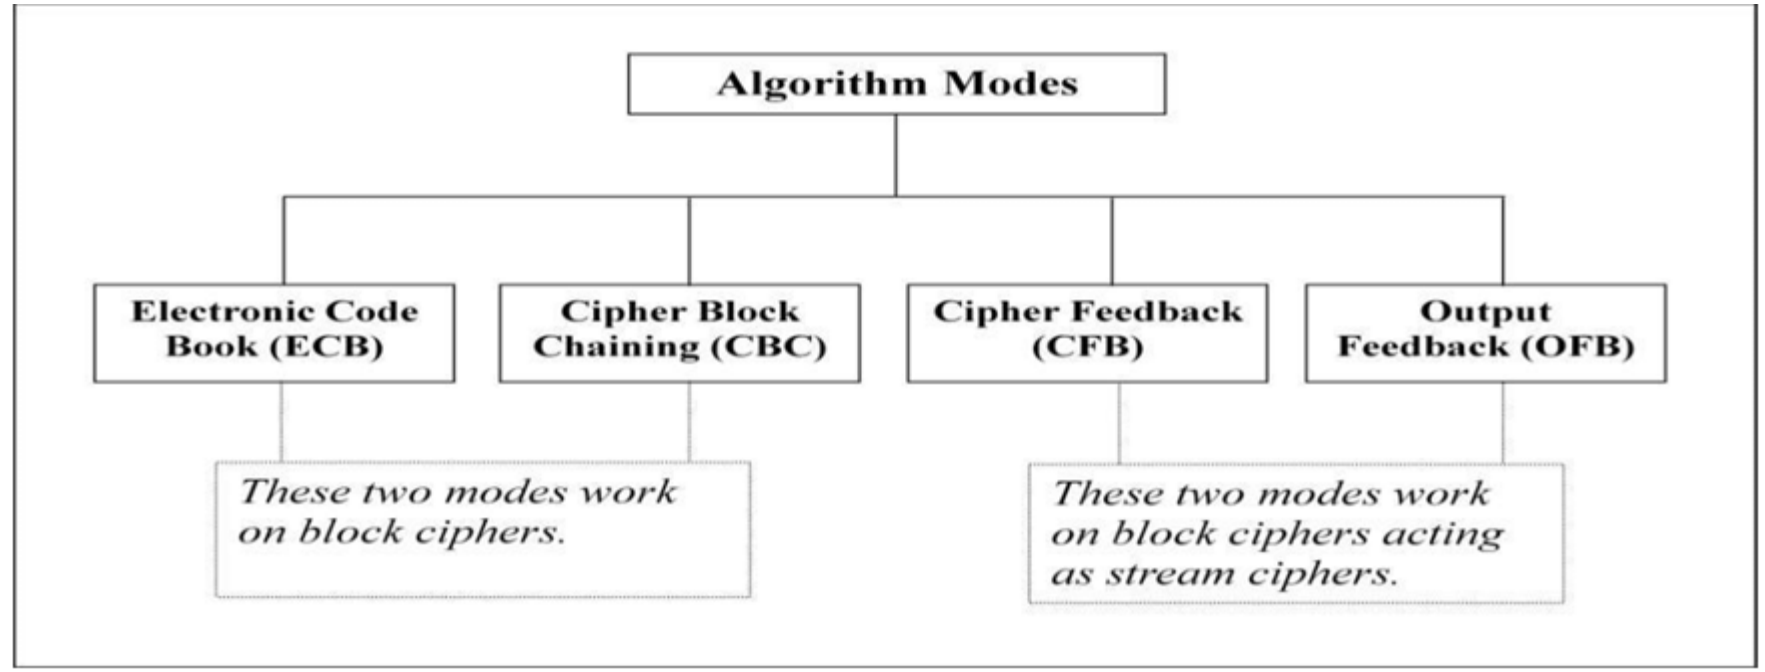 Algorithm Modes
Electronic Code
Book (ECB)
Cipher Block
Chaining (CBC)
Cipher Feedback
(CFB)
Output
Feedback (OFB)
These two modes work
on block ciphers.
These two modes work
on block ciphers acting
as stream ciphers.